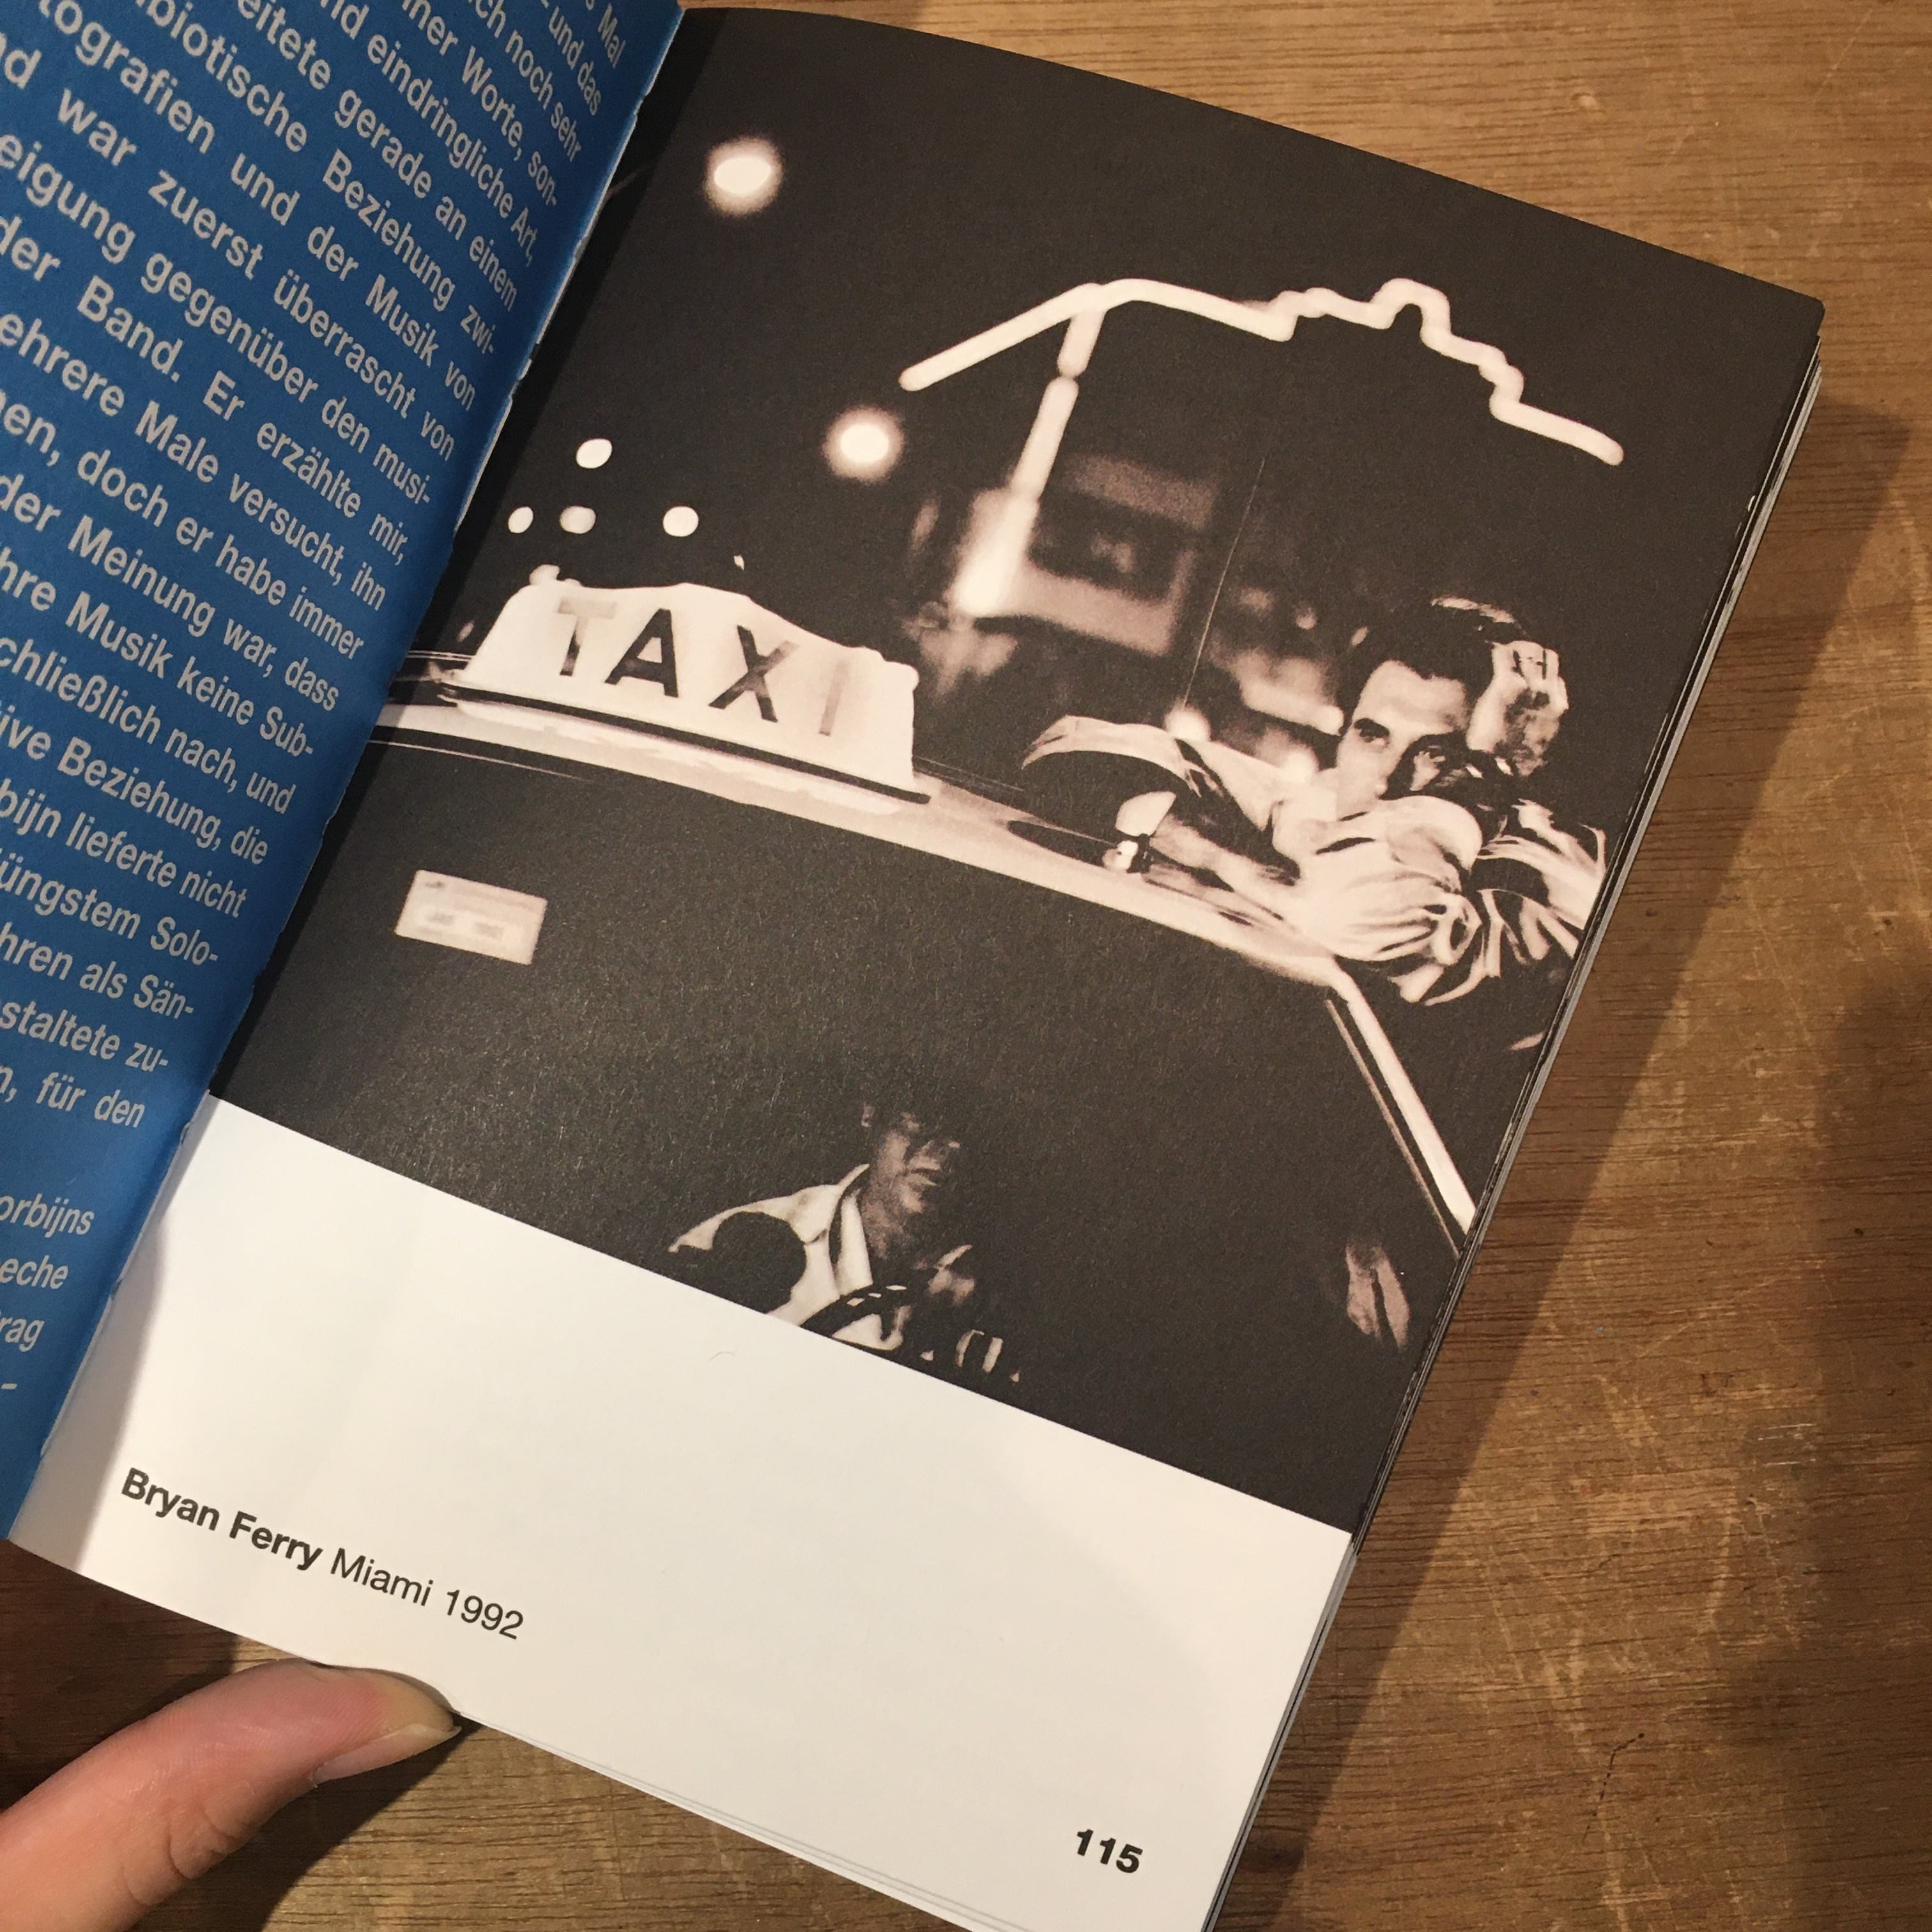 Mal
und das
ch noch sehr
ner Worte, son-
nd eindringliche Art,
eitete gerade an einem
biotische Beziehung zwi-
tografien und der Musik von
nd war zuerst überrascht von
eigung gegenüber den musi-
der Band. Er erzählte mir,
ehrere Male versucht, ihn
nen, doch er habe immer
der Meinung war, dass
hre Musik keine Sub-
chließlich nach, und
tive Beziehung, die
bijn lieferte nicht
üngstem Solo-
hren als Sän-
staltete zu-
n, für den
orbijns
eche
rag
-
TAXI
Bryan Ferry Miami 1992
115